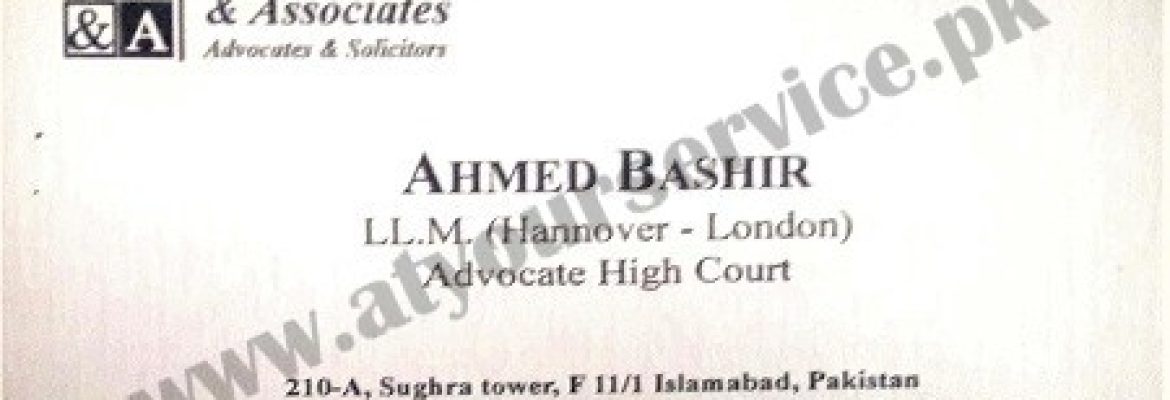 & Associates
&A
Advocates & Solicitors
AHMED BASHIR
LL.M. (Hannover - London)
Advocate High Court
210-A, Sughra tower, F 11/1 Islamabad, Pakistan
www.atyourservice.pk